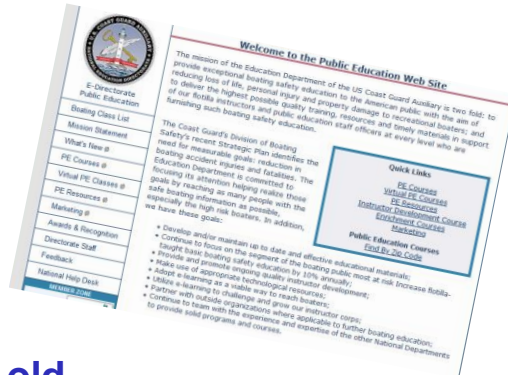 U.S. COAST GUARD AUXILIARY
E-Directorate
Public Education
Boating Class List
Mission Statement
What's New
PE Courses
Virtual PE Classes
PE Resources
Marketing
Awards & Recognition
Directorate Staff
Feedback
National Help Desk
MEMBER ZONE
Welcome to the Public Education Web Site
The mission of the Education Department of the US Coast Guard Auxiliary is two fold: to
provide exceptional boating safety education to the American public with the aim of
reducing loss of life, personal injury and property damage to recreational boaters; and
to deliver the highest possible quality training, resources and timely materials in support
of our flotilla instructors and public education staff officers at every level who are
furnishing such boating safety education.
The Coast Guard's Division of Boating
Safety's recent Strategic Plan identifies the
need for measurable goals: reduction in
boating accident injuries and fatalities. The
Education Department is committed to
focusing its attention helping realize those
goals by reaching as many people with the
safe boating information as possible,
especially the high risk boaters. In addition,
we have these goals:
Quick Links
PE Courses
Virtual PE Courses
PE Resources
Instructor Development Course
Enrichment Courses
Marketing
Public Education Courses
Find By Zip Code
• Develop and/or maintain up to date and effective educational materials;
• Continue to focus on the segment of the boating public most at risk Increase flotilla-
taught basic boating safety education by 10% annually;
• Provide and promote ongoing quality instructor development;
• Make use of appropriate technological resources;
• Adopt e-learning as a viable way to reach boaters;
• Utilize e-learning to challenge and grow our instructor corps;
• Partner with outside organizations where applicable to further boating education;
• Continue to team with the experience and expertise of the other National Departments
to provide solid programs and courses.
old